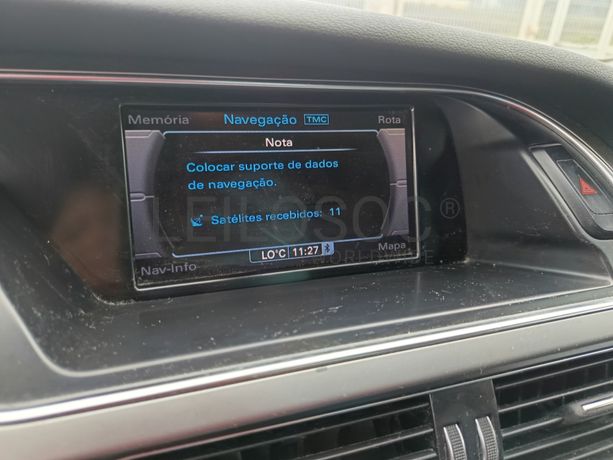 Memória
Navegação TMC
Rota
Nota
Colocar suporte de dados
de navegação.
Satélites recebidos: 11
LEILOSOC®
WORLDWIDE
LO°C 11:27
Nav-Info
Mapa